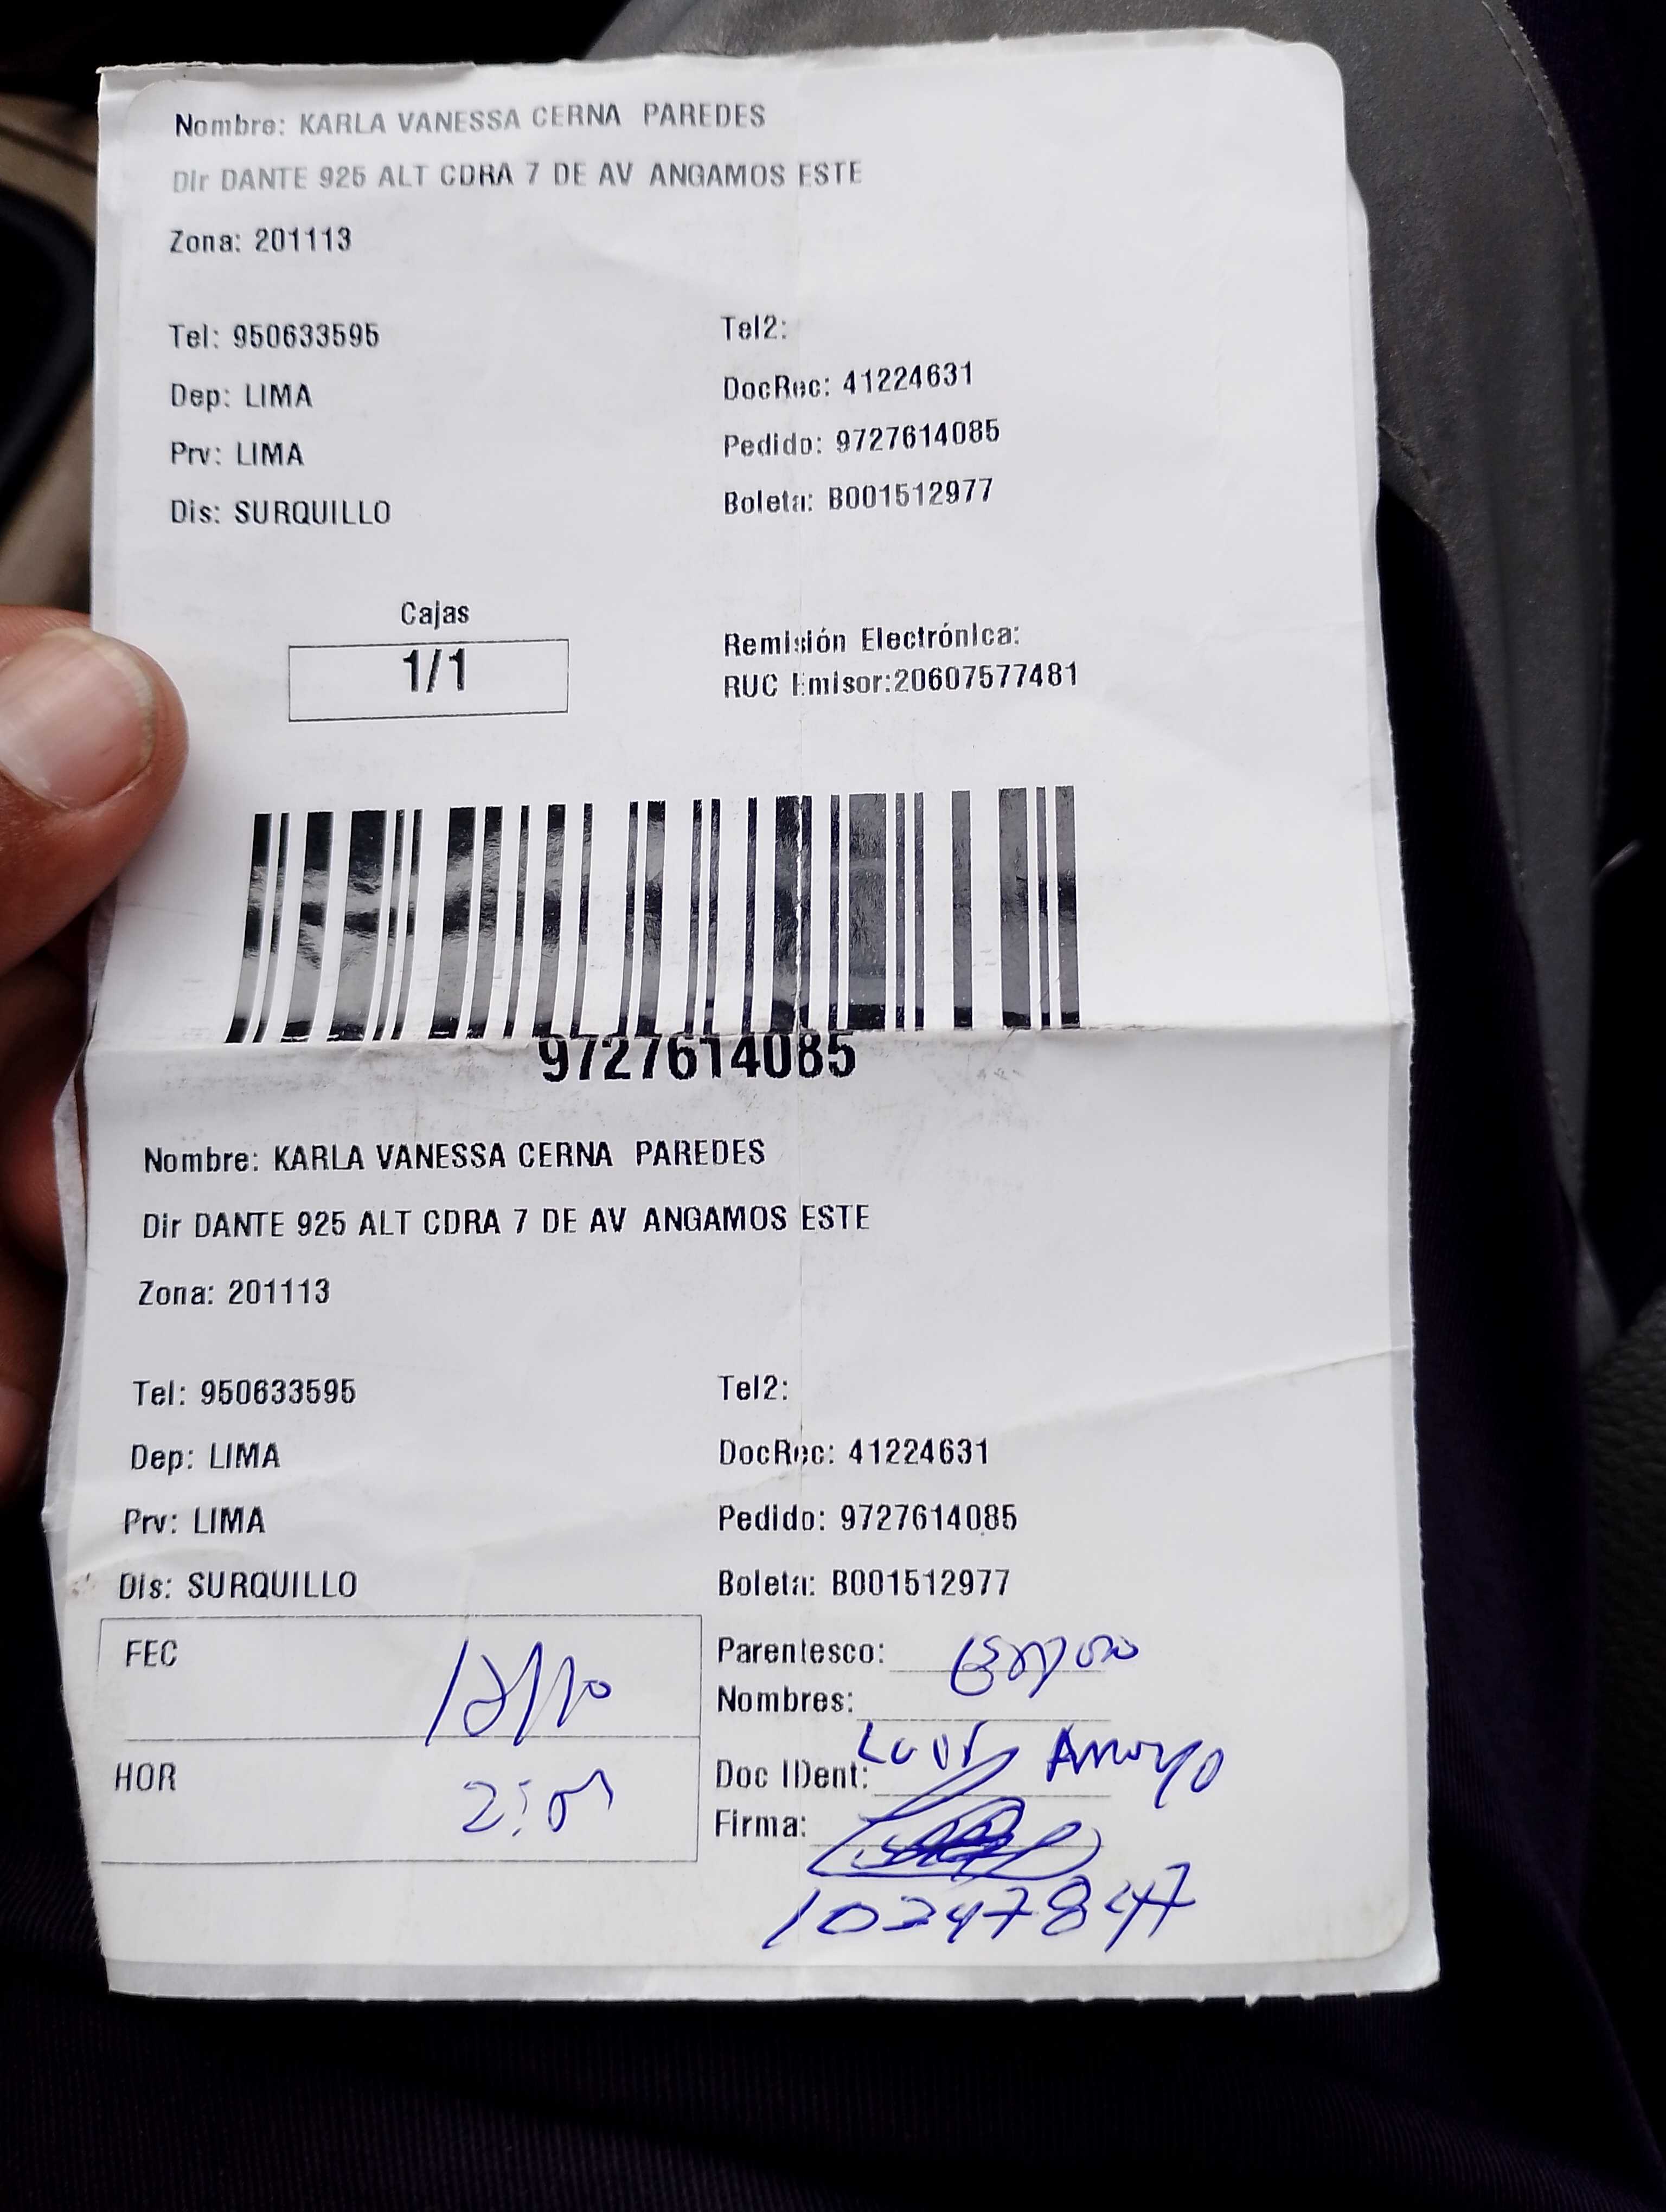 Nombre: KARLA VANESSA CERNA PAREDES
Dir DANTE 925 ALT CDRA 7 DE AV ANGAMOS ESTE
Zona: 201113
Tel: 950633595 Tel2:
Dep: LIMA DocRec: 41224631
Prv: LIMA Pedido: 9727614085
Dis: SURQUILLO Boleta: B001512977
Cajas
1/1
Remisión Electrónica:
RUC Emisor:20607577481
9727614085
Nombre: KARLA VANESSA CERNA PAREDES
Dir DANTE 925 ALT CDRA 7 DE AV ANGAMOS ESTE
Zona: 201113
Tel: 950633595 Tel2:
Dep: LIMA DocRec: 41224631
Prv: LIMA Pedido: 9727614085
Dis: SURQUILLO Boleta: B001512977
FEC
HOR
Parentesco: Esposo
Nombres: Luis Arroyo
Doc IDent:
Firma:
10247847